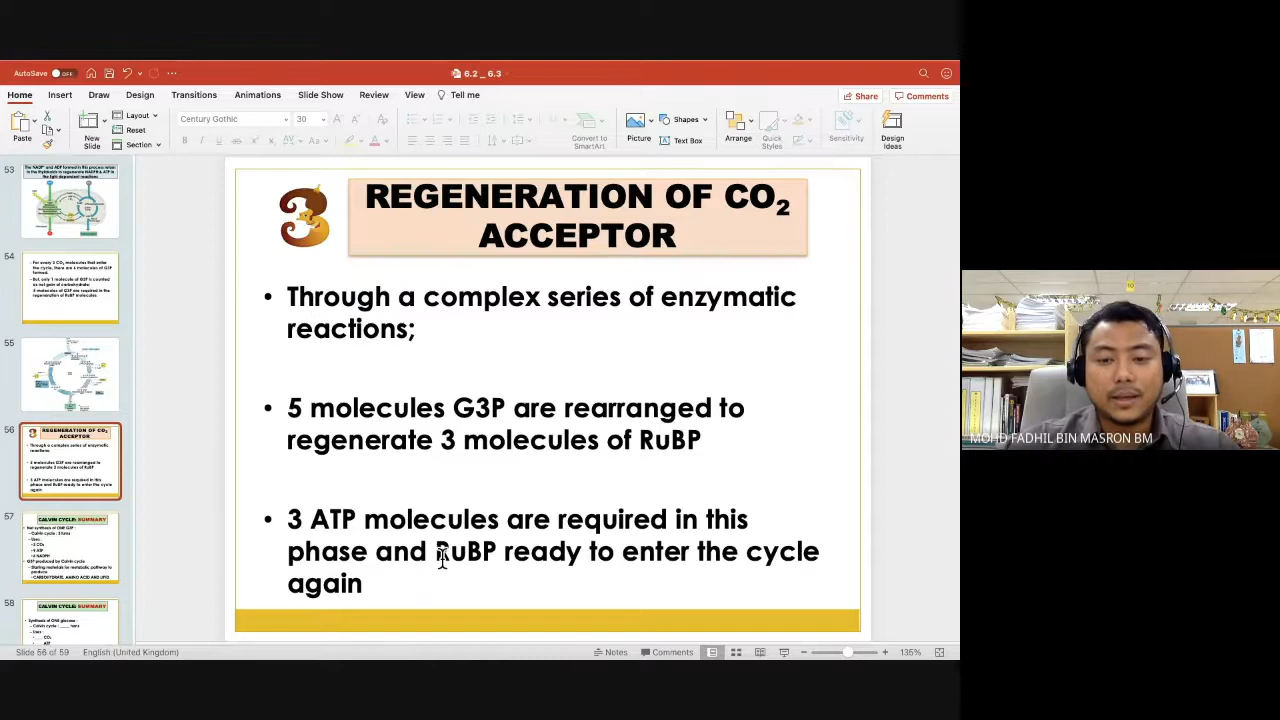 AutoSave OFF
6.2 _ 6.3
Home Insert Draw Design Transitions Animations Slide Show Review View Tell me
Share Comments
Paste
New Slide
Layout
Reset
Section
Century Gothic 30
Convert to SmartArt
Picture
Shapes
Text Box
Arrange
Quick Styles
Sensitivity
Design Ideas
53
54
For every 3 CO2 molecules that enter
the cycle, there are 6 molecules of G3P
formed.
But, only 1 molecule of G3P is counted
as net gain of carbohydrate;
5 molecules of G3P are required in the
regeneration of RuBP molecules.
55
56
REGENERATION OF CO2
ACCEPTOR
Through a complex series of enzymatic
reactions;
5 molecules G3P are rearranged to
regenerate 3 molecules of RuBP
3 ATP molecules are required in this
phase and RuBP ready to enter the cycle
again
57
CALVIN CYCLE: SUMMARY
Net synthesis of ONE G3P :
Calvin cycle : 3 turns
Uses :
3 CO2
9 ATP
6 NADPH
G3P produced by Calvin cycle
Starting materials for metabolic pathway to
produce
CARBOHYDRATE, AMINO ACID AND LIPID
58
CALVIN CYCLE: SUMMARY
Synthesis of ONE glucose :
Calvin cycle : ____ turns
Uses :
CO2
ATP
3
REGENERATION OF CO2
ACCEPTOR
• Through a complex series of enzymatic
reactions;
• 5 molecules G3P are rearranged to
regenerate 3 molecules of RuBP
• 3 ATP molecules are required in this
phase and RuBP ready to enter the cycle
again
MOHD FADHIL BIN MASRON BM
Slide 56 of 59 English (United Kingdom) Notes Comments 135%